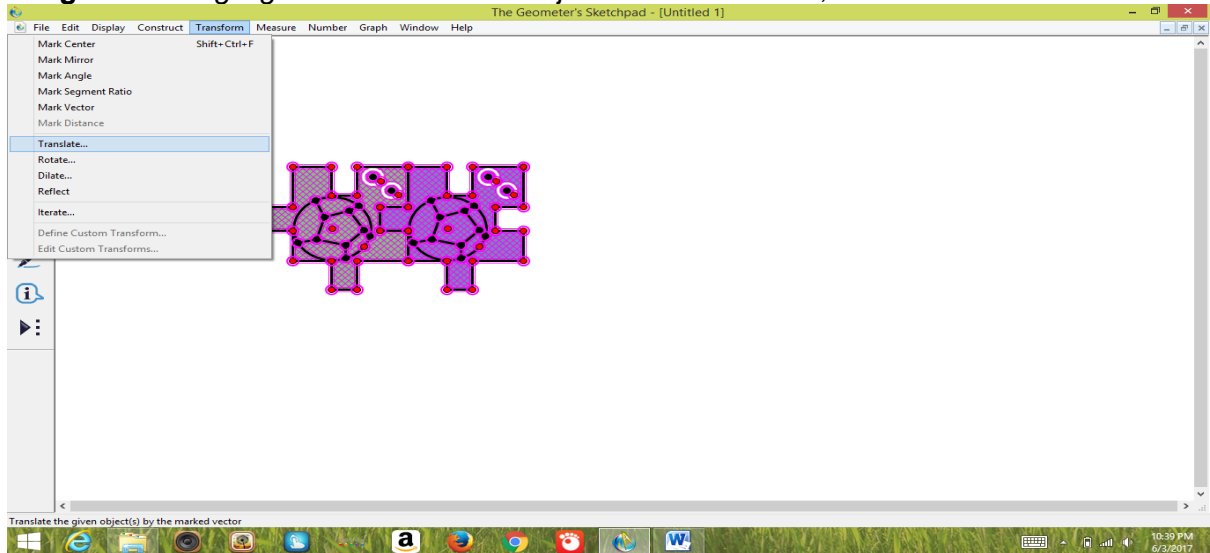 The Geometer's Sketchpad - [Untitled 1]
File Edit Display Construct Transform Measure Number Graph Window Help
Mark Center Shift+Ctrl+F
Mark Mirror
Mark Angle
Mark Segment Ratio
Mark Vector
Mark Distance
Translate...
Rotate...
Dilate...
Reflect
Iterate...
Define Custom Transform...
Edit Custom Transforms...
Translate the given object(s) by the marked vector
a
W
10:39 PM
6/3/2017